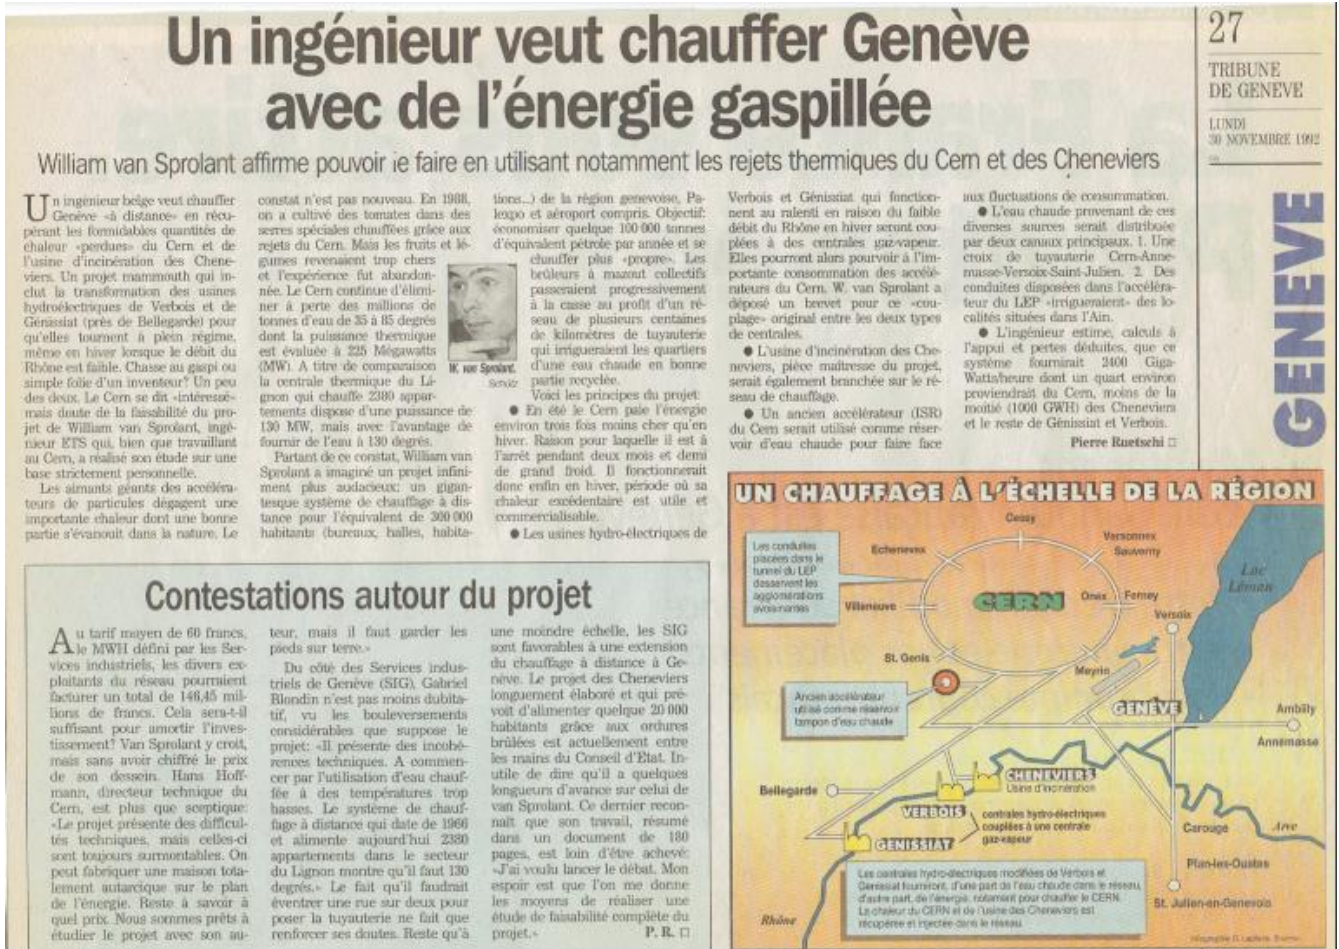 Un ingénieur veut chauffer Genève
avec de l'énergie gaspillée
William van Sprolant affirme pouvoir le faire en utilisant notamment les rejets thermiques du Cern et des Cheneviers
27
TRIBUNE
DE GENEVE
LUNDI
30 NOVEMBRE 1992
GENEVE
Un ingénieur belge veut chauffer
Genève «à distance» en récu-
pérant les formidables quantités de
chaleur «perdues» du Cern et de
l'usine d'incinération des Chene-
viers. Un projet mammouth qui in-
clut la transformation des usines
hydroélectriques de Verbois et de
Génissiat (près de Bellegarde) pour
qu'elles tournent à plein régime,
même en hiver lorsque le débit du
Rhône est faible. Chasse au gaspi ou
simple folie d'un inventeur? Un peu
des deux. Le Cern se dit «intéressé»
mais doute de la faisabilité du pro-
jet de William van Sprolant, ingé-
nieur ETS qui, bien que travaillant
au Cern, a réalisé son étude sur une
base strictement personnelle.
Les aimants géants des accéléra-
teurs de particules dégagent une
importante chaleur dont une bonne
partie s'évanouit dans la nature. Le
constat n'est pas nouveau. En 1988,
on a cultivé des tomates dans des
serres spéciales chauffées grâce aux
rejets du Cern. Mais les fruits et lé-
gumes revenaient trop chers
et l'expérience fut abandon-
née. Le Cern continue d'élimi-
ner à perte des millions de
tonnes d'eau de 35 à 85 degrés
dont la puissance thermique
est évaluée à 225 Mégawatts
(MW). A titre de comparaison
la centrale thermique du Li-
gnon qui chauffe 2380 appar-
tements dispose d'une puissance de
130 MW, mais avec l'avantage de
fournir de l'eau à 130 degrés.
Partant de ce constat, William van
Sprolant a imaginé un projet infini-
ment plus audacieux: un gigan-
tesque système de chauffage à dis-
tance pour l'équivalent de 300 000
habitants (bureaux, halles, habita-
W. van Sprolant.
tions...) de la région genevoise, Pa-
lexpo et aéroport compris. Objectif:
économiser quelque 100 000 tonnes
d'équivalent pétrole par année et se
chauffer plus «propre». Les
brûleurs à mazout collectifs
passeraient progressivement
à la casse au profit d'un ré-
seau de plusieurs centaines
de kilomètres de tuyauterie
qui irrigueraient les quartiers
d'une eau chaude en bonne
partie recyclée.
Voici les principes du projet:
● En été le Cern paie l'énergie
environ trois fois moins cher qu'en
hiver. Raison pour laquelle il est à
l'arrêt pendant deux mois et demi
de grand froid. Il fonctionnerait
donc enfin en hiver, période où sa
chaleur excédentaire est utile et
commercialisable.
● Les usines hydro-électriques de
Verbois et Génissiat qui fonction-
nent au ralenti en raison du faible
débit du Rhône en hiver seront cou-
plées à des centrales gaz-vapeur.
Elles pourront alors pourvoir à l'im-
portante consommation des accélé-
rateurs du Cern. W. van Sprolant a
déposé un brevet pour ce «cou-
plage» original entre les deux types
de centrales.
● L'usine d'incinération des Che-
neviers, pièce maîtresse du projet,
serait également branchée sur le ré-
seau de chauffage.
● Un ancien accélérateur (ISR)
du Cern serait utilisé comme réser-
voir d'eau chaude pour faire face
aux fluctuations de consommation.
● L'eau chaude provenant de ces
diverses sources serait distribuée
par deux canaux principaux. 1. Une
croix de tuyauterie Cern-Anne-
masse-Versoix-Saint-Julien. 2. Des
conduites disposées dans l'accéléra-
teur du LEP «irrigueraient» des lo-
calités situées dans l'Ain.
● L'ingénieur estime, calculs à
l'appui et pertes déduites, que ce
système fournirait 2400 Giga-
Watts/heure dont un quart environ
proviendrait du Cern, moins de la
moitié (1000 GWH) des Cheneviers
et le reste de Génissiat et Verbois.
Pierre Ruetschi □
Contestations autour du projet
Au tarif moyen de 60 francs,
le MWH défini par les Ser-
vices industriels, les divers ex-
ploitants du réseau pourraient
facturer un total de 146,45 mil-
lions de francs. Cela sera-t-il
suffisant pour amortir l'inves-
tissement? Van Sprolant y croit,
mais sans avoir chiffré le prix
de son dessein. Hans Hoff-
mann, directeur technique du
Cern, est plus que sceptique:
«Le projet présente des difficul-
tés techniques, mais celles-ci
sont toujours surmontables. On
peut fabriquer une maison tota-
lement autarcique sur le plan
de l'énergie. Reste à savoir à
quel prix. Nous sommes prêts à
étudier le projet avec son au-
teur, mais il faut garder les
pieds sur terre.»
Du côté des Services indus-
triels de Genève (SIG), Gabriel
Blondin n'est pas moins dubita-
tif, vu les bouleversements
considérables que suppose le
projet: «Il présente des incohé-
rences techniques. A commen-
cer par l'utilisation d'eau chauf-
fée à des températures trop
basses. Le système de chauf-
fage à distance qui date de 1966
et alimente aujourd'hui 2380
appartements dans le secteur
du Lignon montre qu'il faut 130
degrés.» Le fait qu'il faudrait
éventrer une rue sur deux pour
poser la tuyauterie ne fait que
renforcer ses doutes. Reste qu'à
une moindre échelle, les SIG
sont favorables à une extension
du chauffage à distance à Ge-
nève. Le projet des Cheneviers
longuement élaboré et qui pré-
voit d'alimenter quelque 20 000
habitants grâce aux ordures
brûlées est actuellement entre
les mains du Conseil d'Etat. In-
utile de dire qu'il a quelques
longueurs d'avance sur celui de
van Sprolant. Ce dernier recon-
naît que son travail, résumé
dans un document de 180
pages, est loin d'être achevé:
«J'ai voulu lancer le débat. Mon
espoir est que l'on me donne
les moyens de réaliser une
étude de faisabilité complète du
projet.» P. R. □
UN CHAUFFAGE À L'ÉCHELLE DE LA RÉGION
Cessy
Echenevex
Versonnex
Sauverny
Les conduites
placées dans le
tunnel du LEP
desservent les
agglomérations
avoisinantes
Lac
Léman
Villeneuve
CERN
Onex
Ferney
Versoix
St. Genis
Meyrin
Ancien accélérateur
utilisé comme réservoir
tampon d'eau chaude
GENÈVE
Ambilly
Annemasse
Bellegarde
CHENEVIERS
Usine d'incinération
VERBOIS
GENISSIAT
centrales hydro-électriques
couplées à une centrale
gaz-vapeur
Carouge
Arve
Plan-les-Ouates
St. Julien-en-Genevois
Rhône
Les centrales hydro-électriques modifiées de Verbois et
Genissiat fourniront, d'une part de l'eau chaude dans le réseau,
d'autre part, de l'énergie, notamment pour chauffer le CERN.
La chaleur du CERN et de l'usine des Cheneviers est
récupérée et injectée dans le réseau.